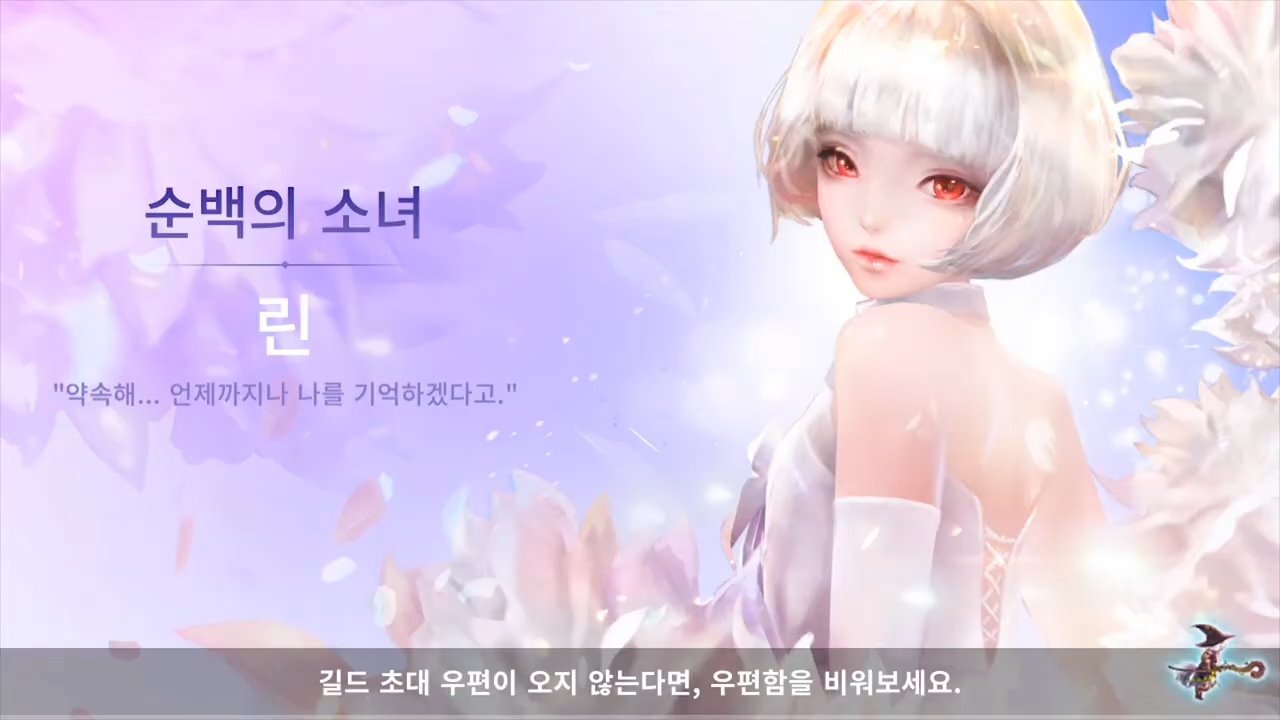 순백의 소녀
린
"약속해... 언제까지나 나를 기억하겠다고."
길드 초대 우편이 오지 않는다면, 우편함을 비워보세요.